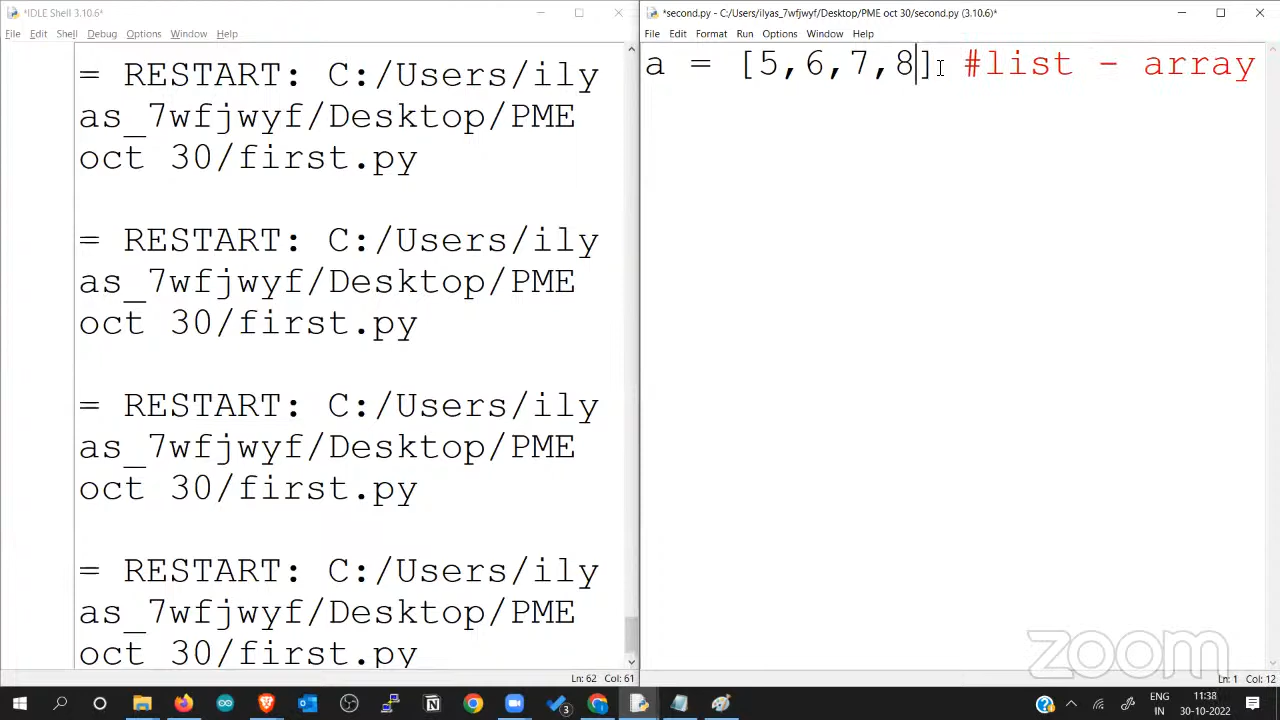 *IDLE Shell 3.10.6*
File Edit Shell Debug Options Window Help
= RESTART: C:/Users/ily
as_7wfjwyf/Desktop/PME
oct 30/first.py
= RESTART: C:/Users/ily
as_7wfjwyf/Desktop/PME
oct 30/first.py
= RESTART: C:/Users/ily
as_7wfjwyf/Desktop/PME
oct 30/first.py
= RESTART: C:/Users/ily
as_7wfjwyf/Desktop/PME
oct 30/first.py
Ln: 62 Col: 61
*second.py - C:/Users/ilyas_7wfjwyf/Desktop/PME oct 30/second.py (3.10.6)*
File Edit Format Run Options Window Help
a = [5,6,7,8] #list - array
zoom
Ln: 1 Col: 12
3
ENG
IN
11:38
30-10-2022